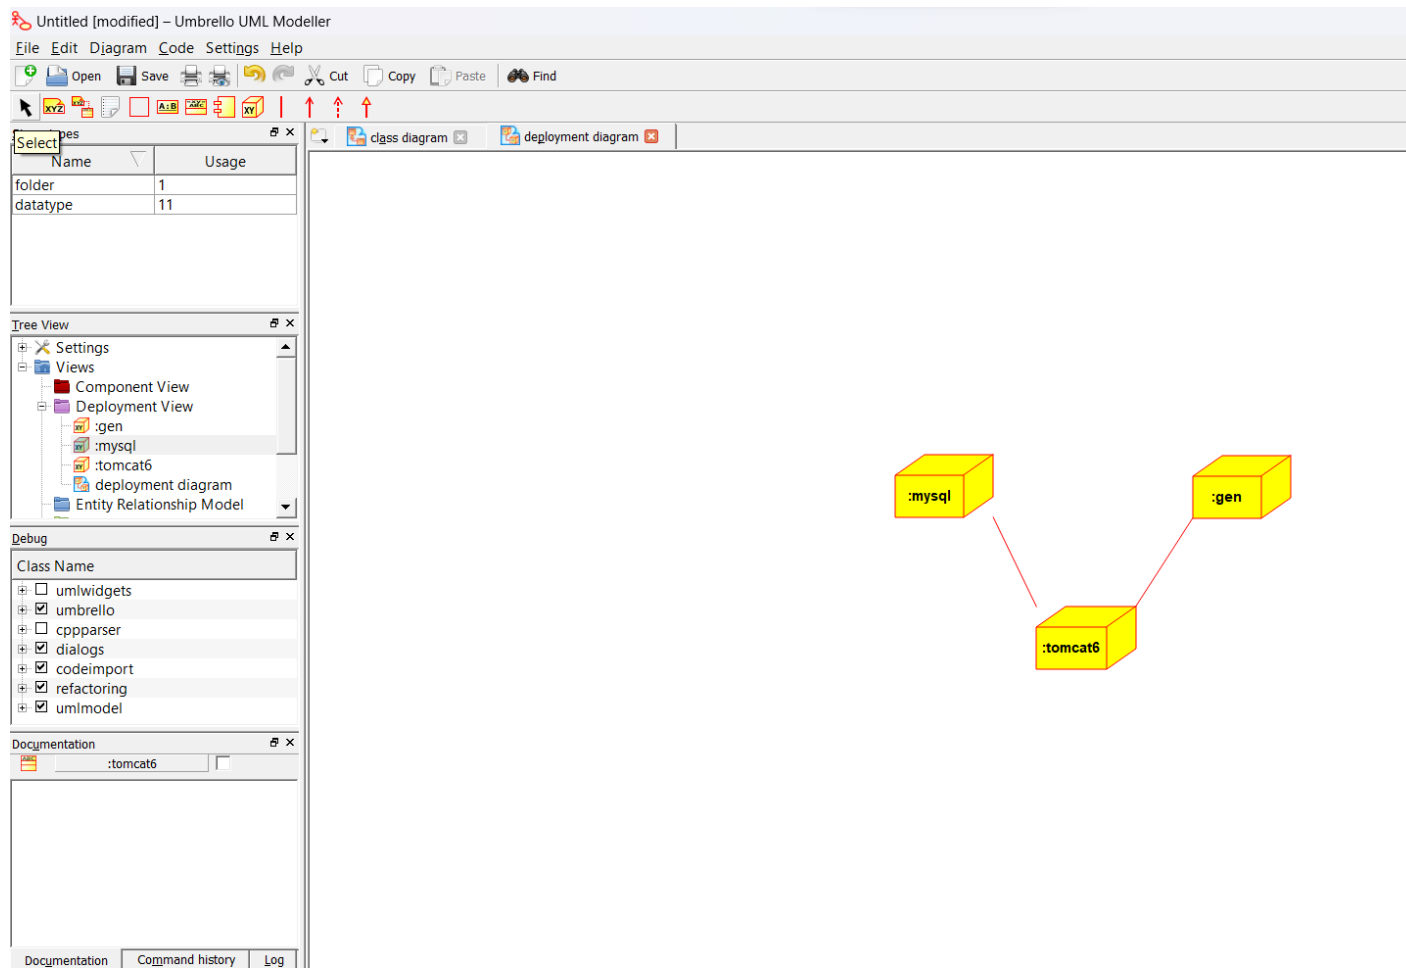 Untitled [modified] – Umbrello UML Modeller
File Edit Diagram Code Settings Help
Open Save Cut Copy Paste Find
XYZ A:B XY
Select
Name Usage
folder 1
datatype 11
Tree View
Settings
Views
Component View
Deployment View
:gen
:mysql
:tomcat6
deployment diagram
Entity Relationship Model
Debug
Class Name
umlwidgets
umbrello
cppparser
dialogs
codeimport
refactoring
umlmodel
Documentation
:tomcat6
Documentation Command history Log
class diagram deployment diagram
:mysql :gen
:tomcat6